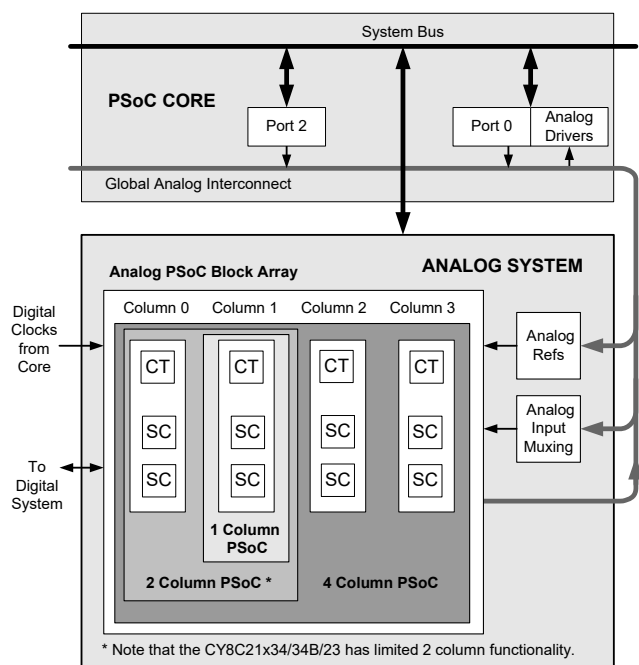 System Bus
PSoC CORE
Port 2
Port 0
Analog
Drivers
Global Analog Interconnect
ANALOG SYSTEM
Analog PSoC Block Array
Column 0
Column 1
Column 2
Column 3
Digital
Clocks
from
Core
CT
CT
CT
CT
Analog
Refs
SC
SC
SC
SC
Analog
Input
Muxing
To
Digital
System
SC
SC
SC
SC
1 Column
PSoC
2 Column PSoC *
4 Column PSoC
* Note that the CY8C21x34/34B/23 has limited 2 column functionality.